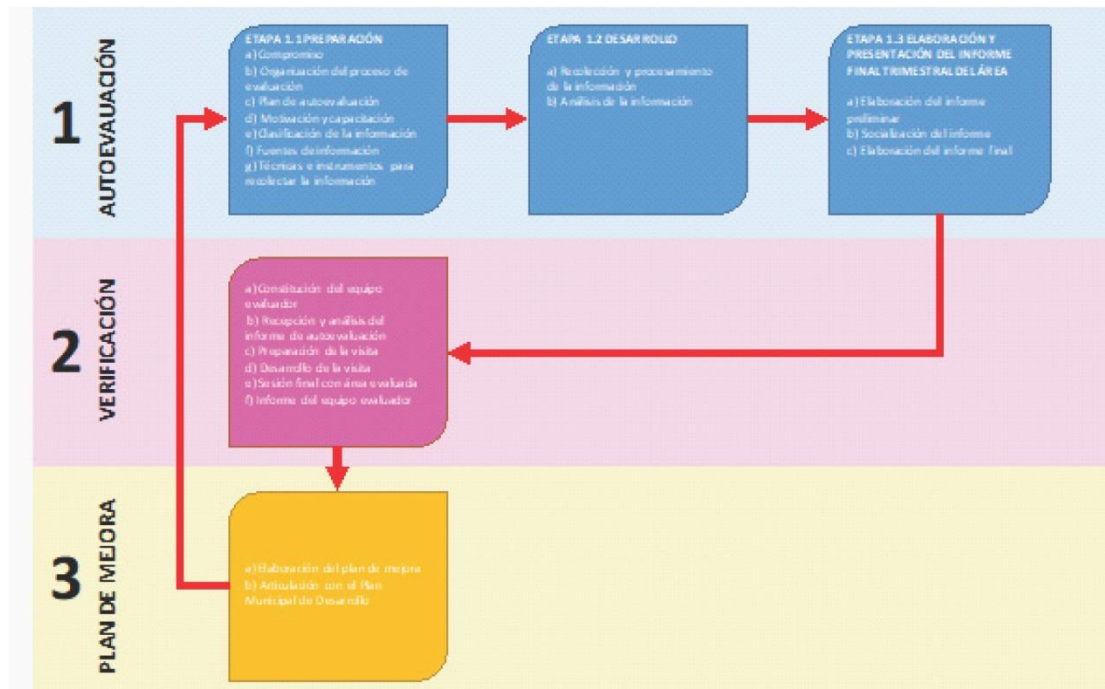 1
AUTOEVAUACIÓN
ETAPA 1.1 PREPARACIÓN
a) Compromiso
b) Organización del proceso de
evaluación
c) Plan de autoevaluación
d) Motivación y capacitación
e) Clasificación de la información
f) Fuentes de información
g) Técnicas e instrumentos para
recolectar la información
ETAPA 1.2 DESARROLLO
a) Recolección y procesamiento
de la información
b) Análisis de la información
ETAPA 1.3 ELABORACIÓN Y
PRESENTACIÓN DEL INFORME
FINAL TRIMESTRAL DEL ÁREA
a) Elaboración del informe
preliminar
b) Socialización del informe
c) Elaboración del informe final
2
VERIFICACIÓN
a) Constitución del equipo
evaluador
b) Recepción y análisis del
informe de autoevaluación
c) Preparación de la visita
d) Desarrollo de la visita
e) Sesión final con área evaluada
f) Informe del equipo evaluador
3
PLAN DE MEJORA
a) Elaboración del plan de mejora
b) Articulación con el Plan
Municipal de Desarrollo